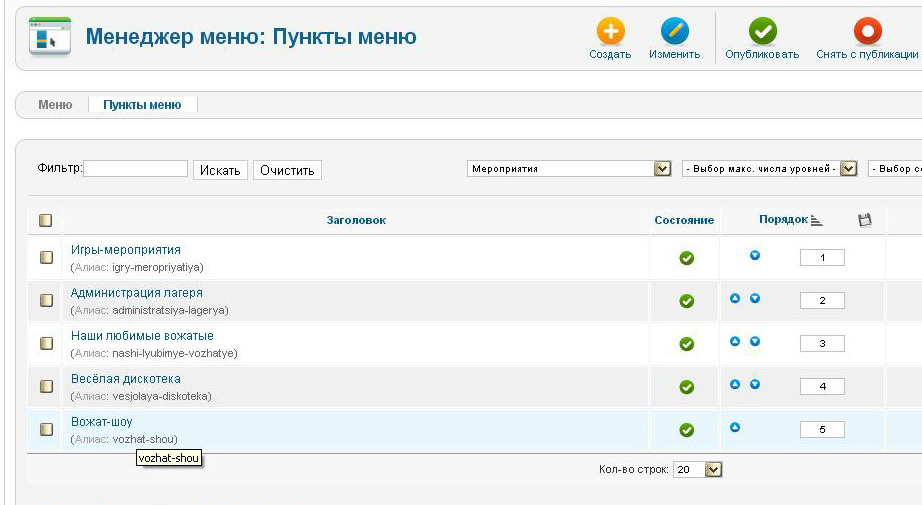 Менеджер меню: Пункты меню
Создать Изменить Опубликовать Снять с публикации
Меню Пункты меню
Фильтр: Искать Очистить Мероприятия - Выбор макс. числа уровней - - Выбор со
Заголовок Состояние Порядок
Игры-мероприятия
(Алиас: igry-meropriyatiya)
1
Администрация лагеря
(Алиас: administratsiya-lagerya)
2
Наши любимые вожатые
(Алиас: nashi-lyubimye-vozhatye)
3
Весёлая дискотека
(Алиас: vesjolaya-diskoteka)
4
Вожат-шоу
(Алиас: vozhat-shou)
5
vozhat-shou
Кол-во строк: 20